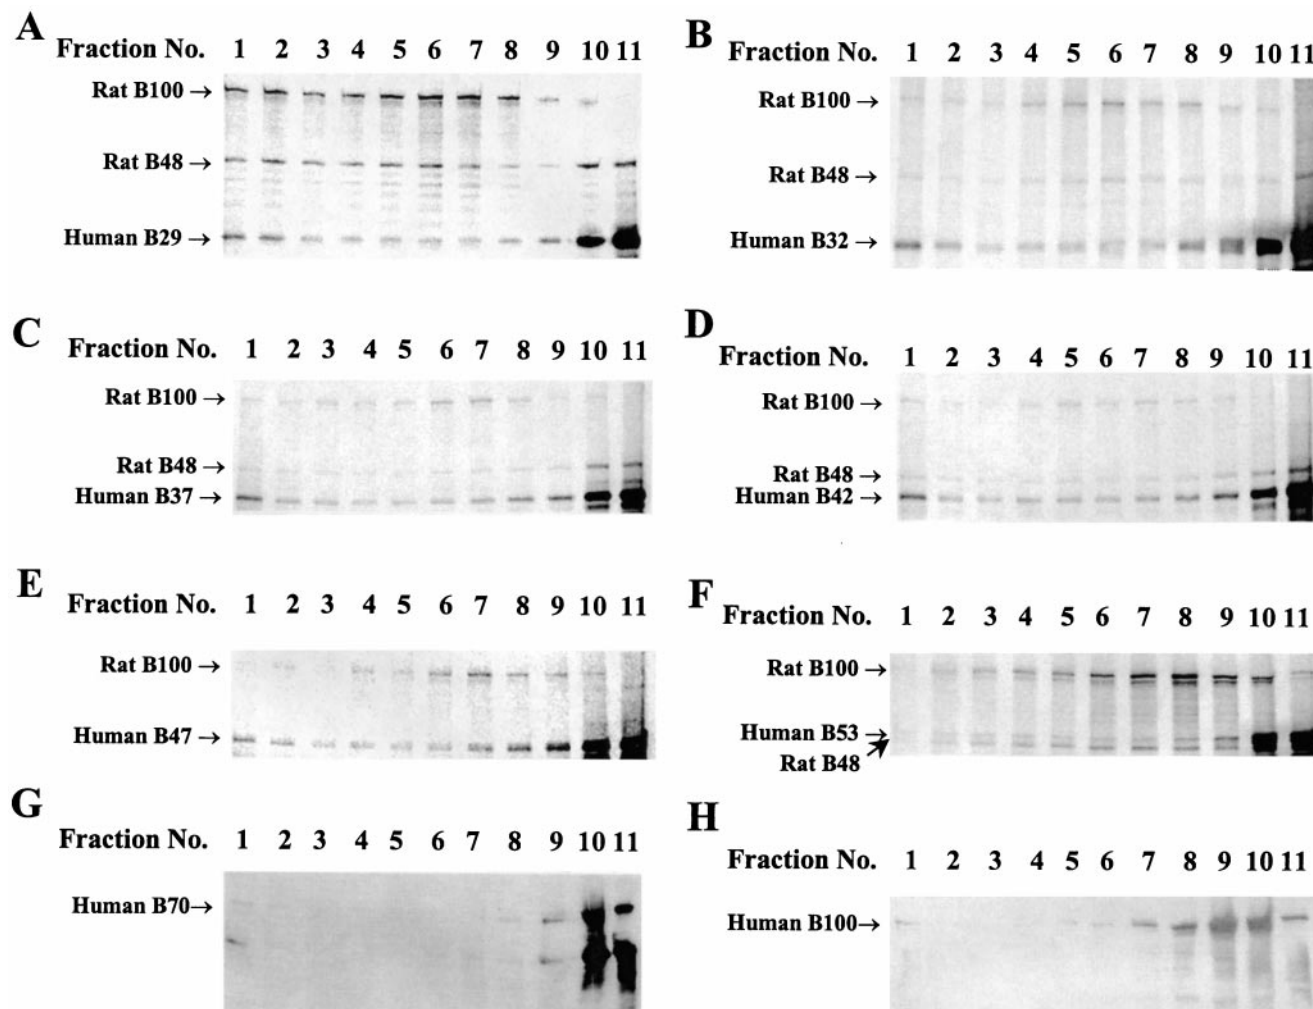 A
Fraction No. 1 2 3 4 5 6 7 8 9 10 11
Rat B100 →
Rat B48 →
Human B29 →
B
Fraction No. 1 2 3 4 5 6 7 8 9 10 11
Rat B100 →
Rat B48 →
Human B32 →
C
Fraction No. 1 2 3 4 5 6 7 8 9 10 11
Rat B100 →
Rat B48 →
Human B37 →
D
Fraction No. 1 2 3 4 5 6 7 8 9 10 11
Rat B100 →
Rat B48 →
Human B42 →
E
Fraction No. 1 2 3 4 5 6 7 8 9 10 11
Rat B100 →
Human B47 →
F
Fraction No. 1 2 3 4 5 6 7 8 9 10 11
Rat B100 →
Human B53 →
Rat B48
G
Fraction No. 1 2 3 4 5 6 7 8 9 10 11
Human B70→
H
Fraction No. 1 2 3 4 5 6 7 8 9 10 11
Human B100→